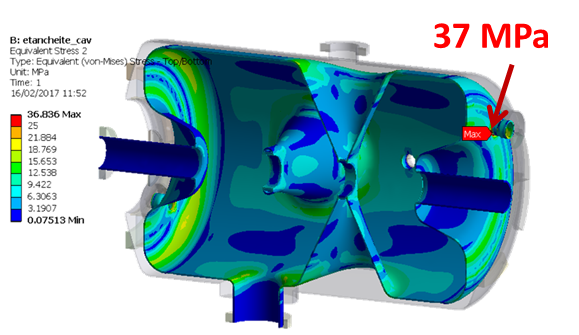 37 MPa
B: etancheite_cav
Equivalent Stress 2
Type: Equivalent (von-Mises) Stress - Top/Bottom
Unit: MPa
Time: 1
16/02/2017 11:52
36.836 Max
25
21.884
18.769
15.653
12.538
9.422
6.3063
3.1907
0.07513 Min
Max